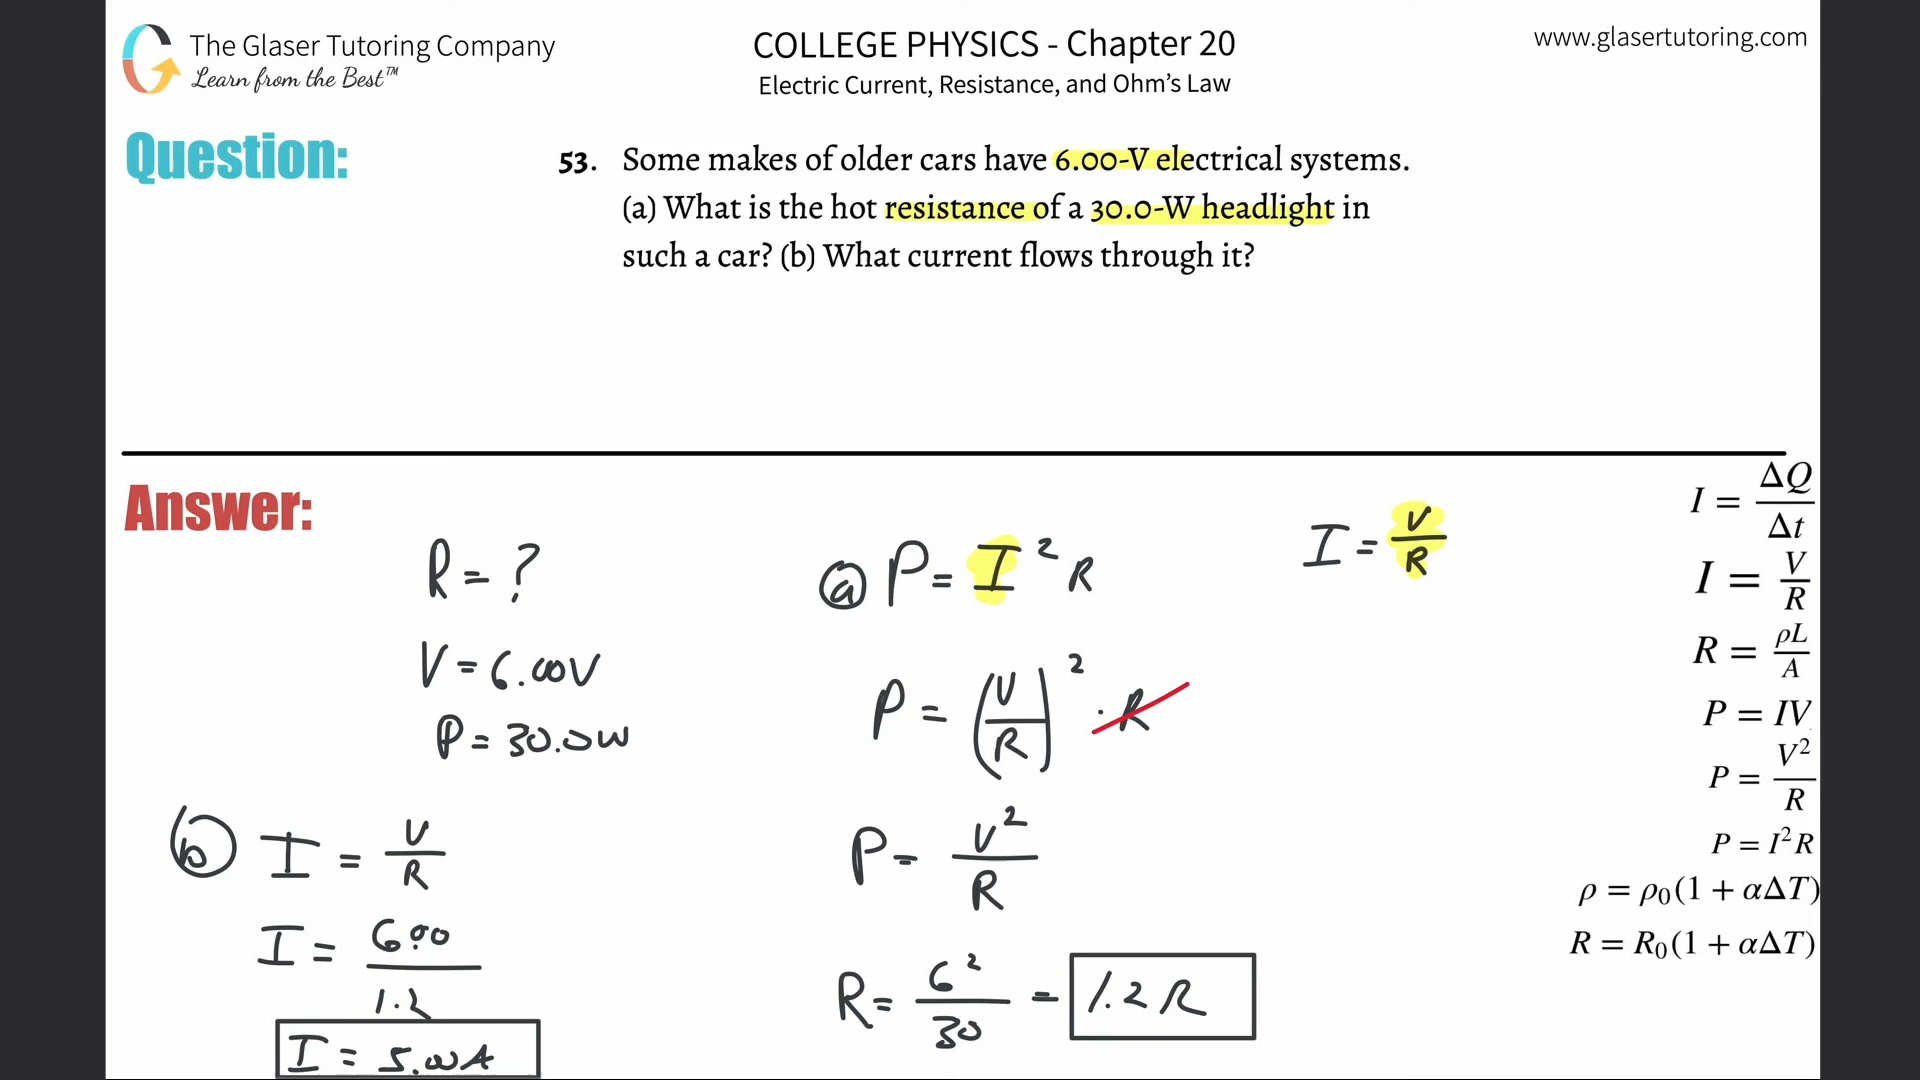 The Glaser Tutoring Company
Learn from the Best™
COLLEGE PHYSICS - Chapter 20
Electric Current, Resistance, and Ohm's Law
www.glasertutoring.com
Question:
53. Some makes of older cars have 6.00-V electrical systems.
(a) What is the hot resistance of a 30.0-W headlight in
such a car? (b) What current flows through it?
Answer:
R = ?
V = 6.00V
P = 30.0W
(b) I = V/R
I = 6.00/1.2
I = 5.00A
(a) P = I² R
P = (V/R)² · R
P = V²/R
R = 6²/30 = 1.2 Ω
I = V/R
I = ΔQ/Δt
I = V/R
R = ρL/A
P = IV
P = V²/R
P = I²R
ρ = ρ₀(1 + αΔT)
R = R₀(1 + αΔT)